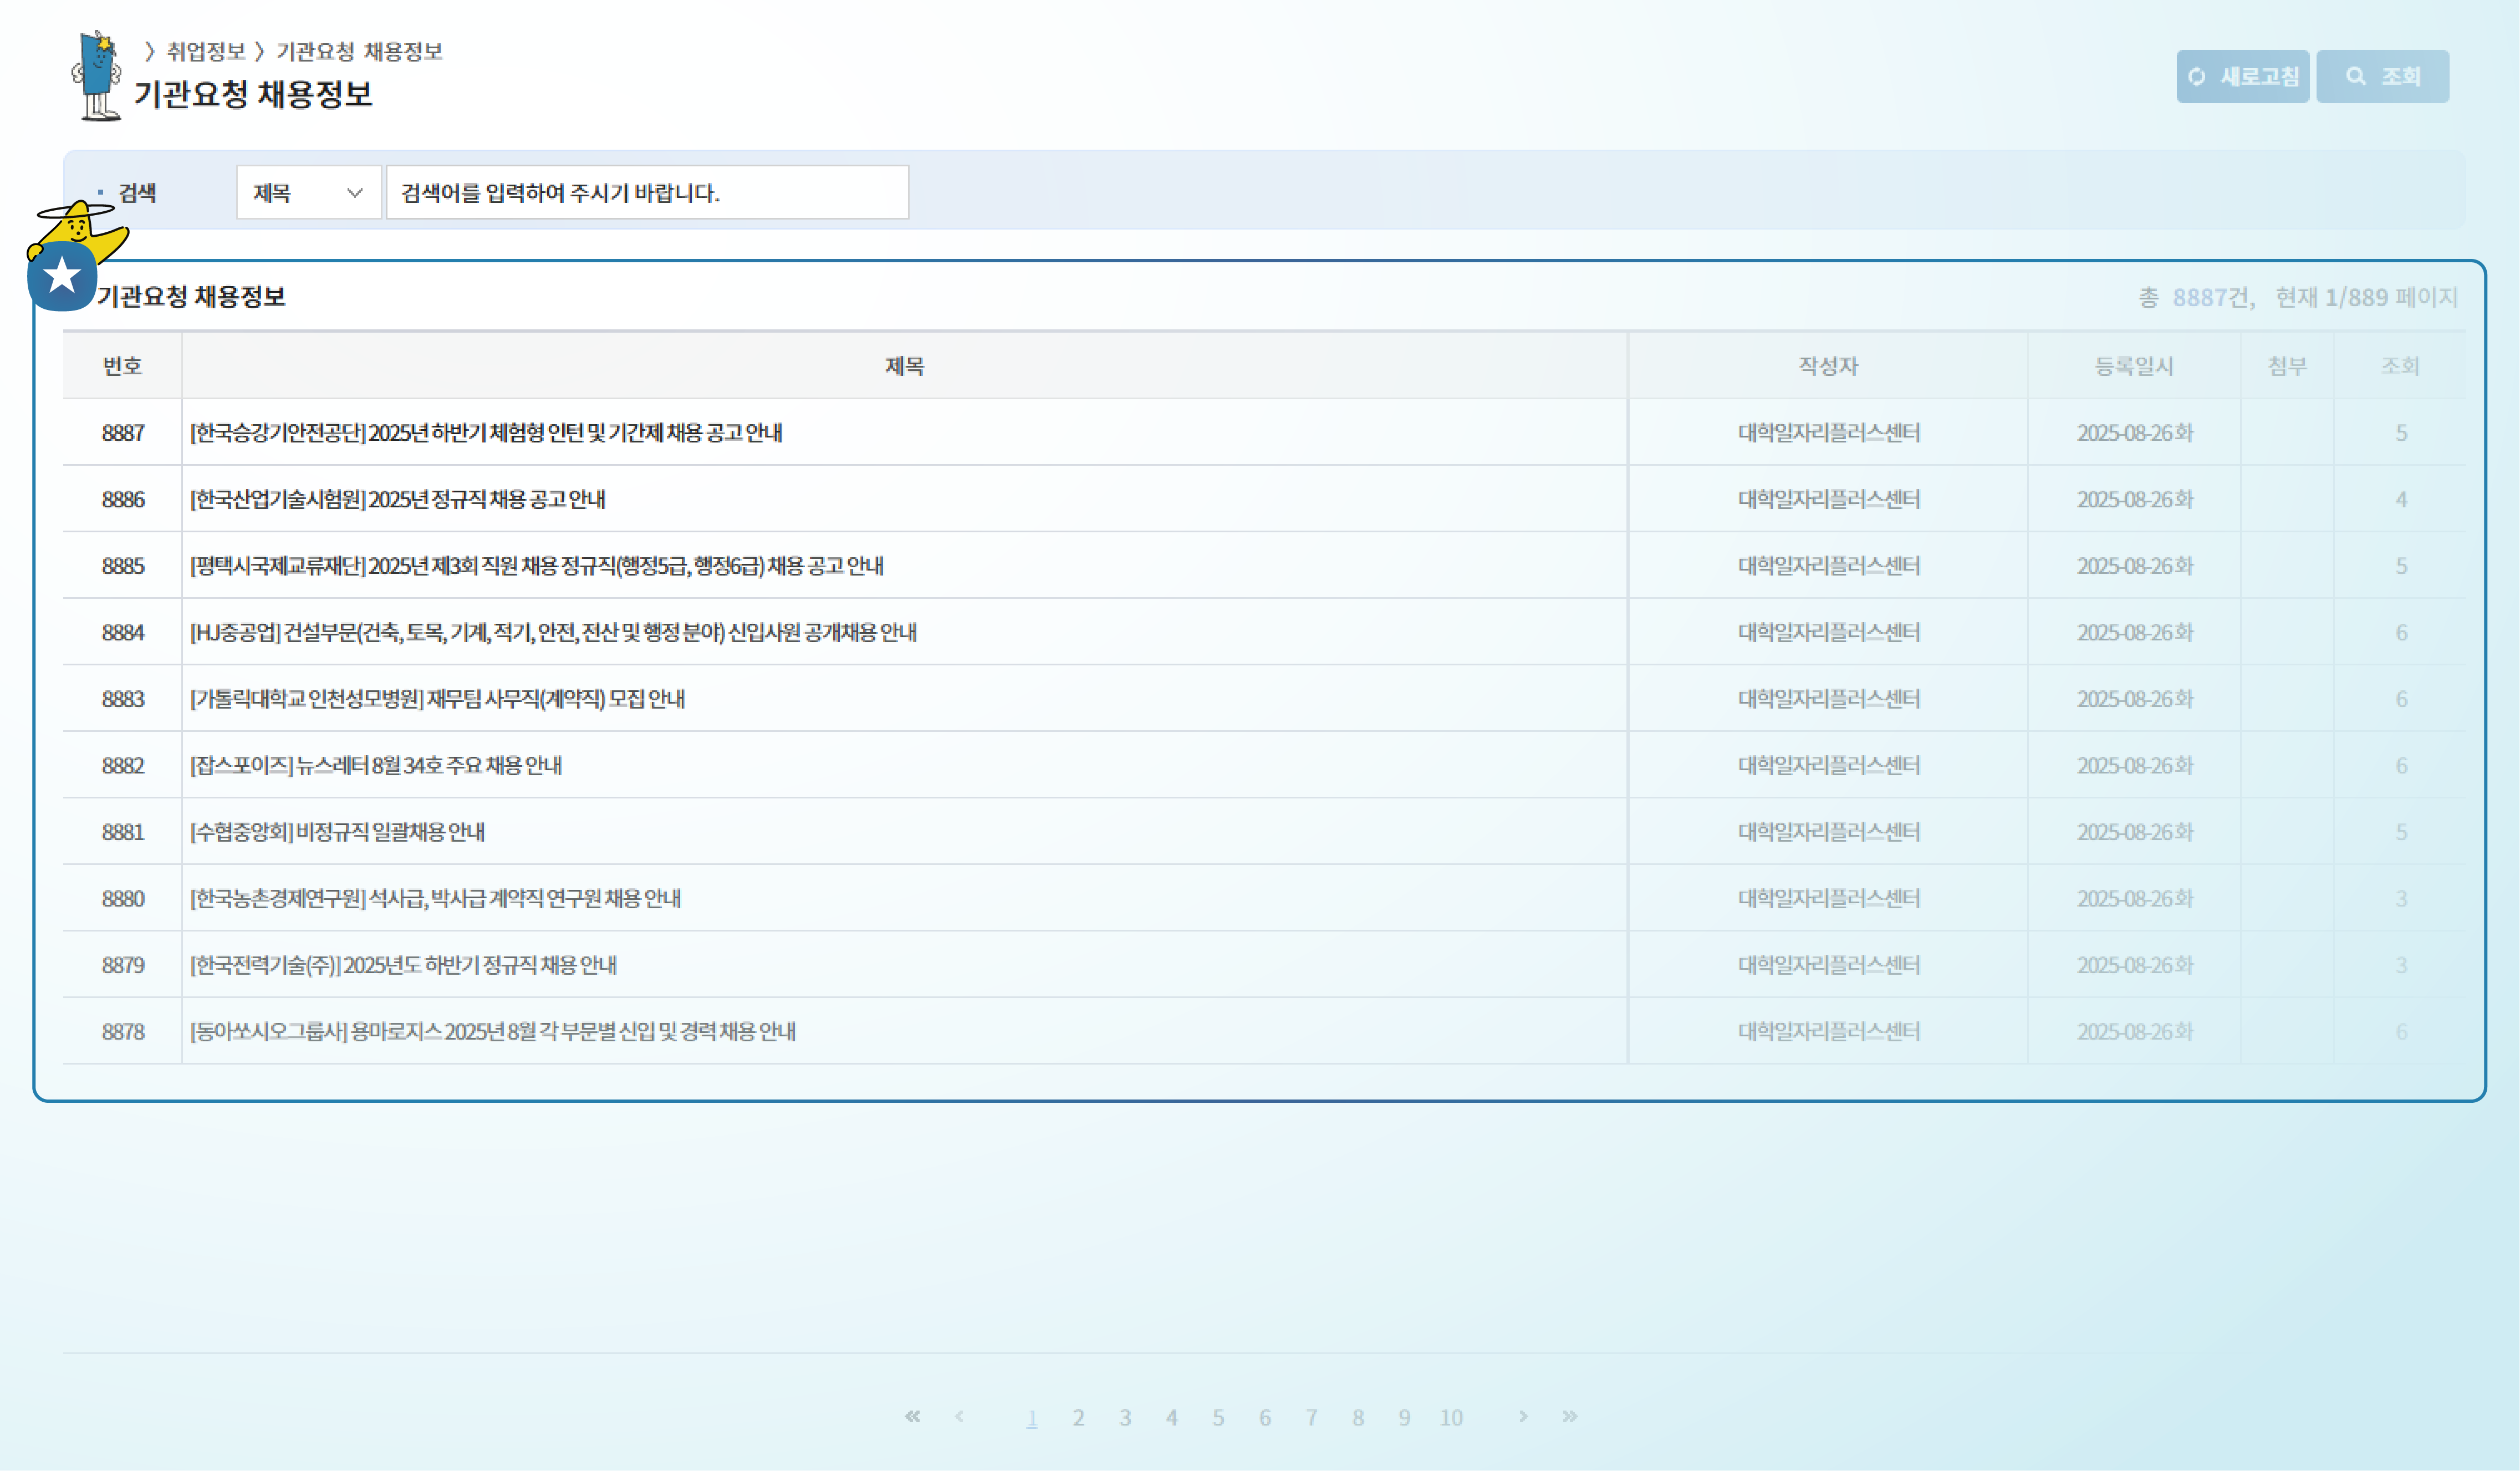 〉 취업정보 〉 기관요청 채용정보
기관요청 채용정보
새로고침 조회
검색 제목 검색어를 입력하여 주시기 바랍니다.
기관요청 채용정보 총 8887건, 현재 1/889 페이지
번호 제목 작성자 등록일시 첨부 조회
8887 [한국승강기안전공단] 2025년 하반기 체험형 인턴 및 기간제 채용 공고 안내 대학일자리플러스센터 2025-08-26 화 5
8886 [한국산업기술시험원] 2025년 정규직 채용 공고 안내 대학일자리플러스센터 2025-08-26 화 4
8885 [평택시국제교류재단] 2025년 제3회 직원 채용 정규직(행정5급, 행정6급) 채용 공고 안내 대학일자리플러스센터 2025-08-26 화 5
8884 [HJ중공업] 건설부문(건축, 토목, 기계, 적기, 안전, 전산 및 행정 분야) 신입사원 공개채용 안내 대학일자리플러스센터 2025-08-26 화 6
8883 [가톨릭대학교 인천성모병원] 재무팀 사무직(계약직) 모집 안내 대학일자리플러스센터 2025-08-26 화 6
8882 [잡스포이즈] 뉴스레터 8월 34호 주요 채용 안내 대학일자리플러스센터 2025-08-26 화 6
8881 [수협중앙회] 비정규직 일괄채용 안내 대학일자리플러스센터 2025-08-26 화 5
8880 [한국농촌경제연구원] 석사급, 박사급 계약직 연구원 채용 안내 대학일자리플러스센터 2025-08-26 화 3
8879 [한국전력기술(주)] 2025년도 하반기 정규직 채용 안내 대학일자리플러스센터 2025-08-26 화 3
8878 [동아쏘시오그룹사] 용마로지스 2025년 8월 각 부문별 신입 및 경력 채용 안내 대학일자리플러스센터 2025-08-26 화 6
« ‹ 1 2 3 4 5 6 7 8 9 10 › »